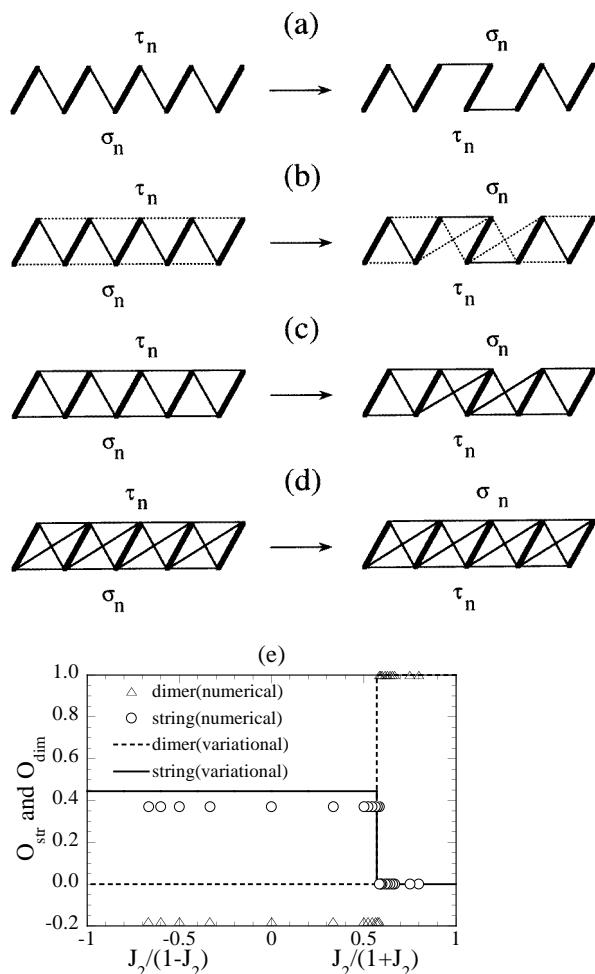 (a)
τn σn
σn τn
(b)
τn σn
σn τn
(c)
τn σn
σn τn
(d)
τn σn
σn τn
(e)
1.0
0.8
0.6
0.4
0.2
0.0
-0.2
Ostr and Odim
dimer(numerical)
string(numerical)
dimer(variational)
string(variational)
-1 -0.5 0 0.5 1
J2/(1-J2) J2/(1+J2)